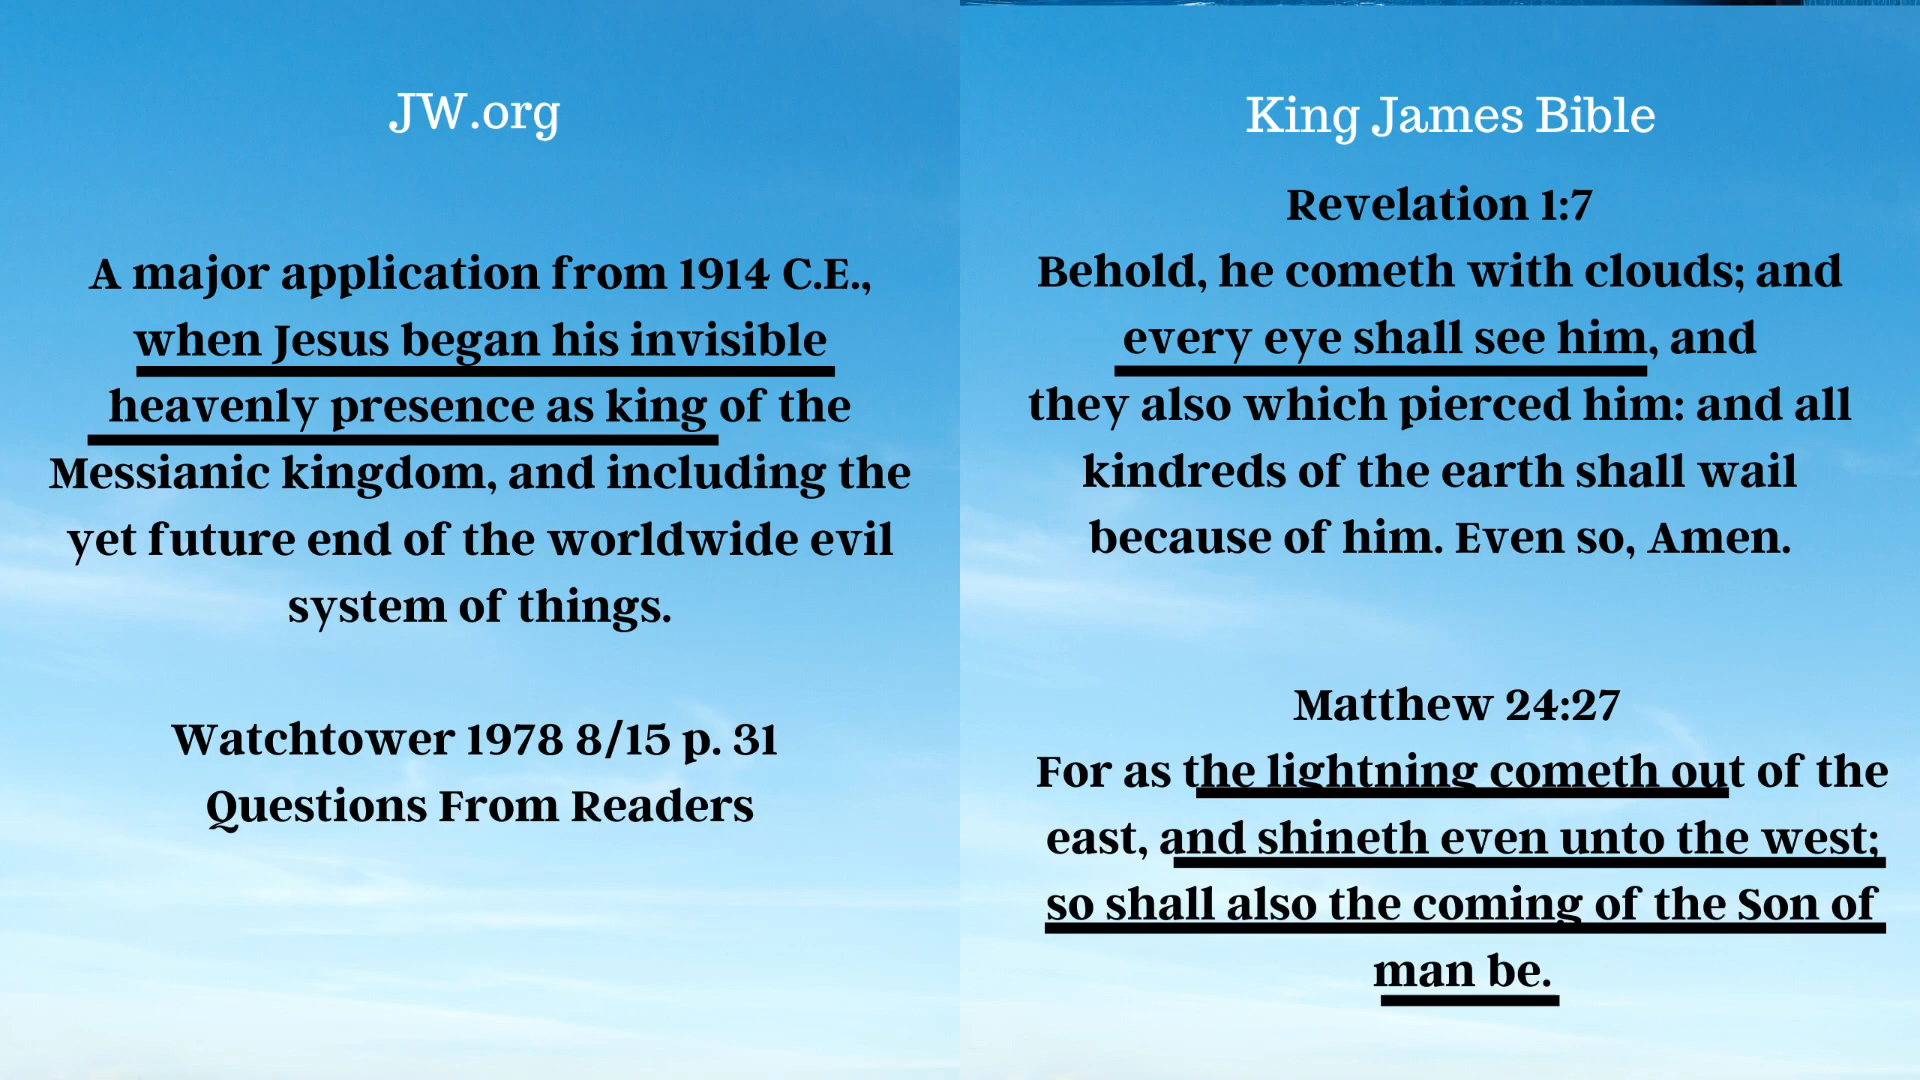 JW.org
A major application from 1914 C.E.,
when Jesus began his invisible
heavenly presence as king of the
Messianic kingdom, and including the
yet future end of the worldwide evil
system of things.
Watchtower 1978 8/15 p. 31
Questions From Readers
King James Bible
Revelation 1:7
Behold, he cometh with clouds; and
every eye shall see him, and
they also which pierced him: and all
kindreds of the earth shall wail
because of him. Even so, Amen.
Matthew 24:27
For as the lightning cometh out of the
east, and shineth even unto the west;
so shall also the coming of the Son of
man be.